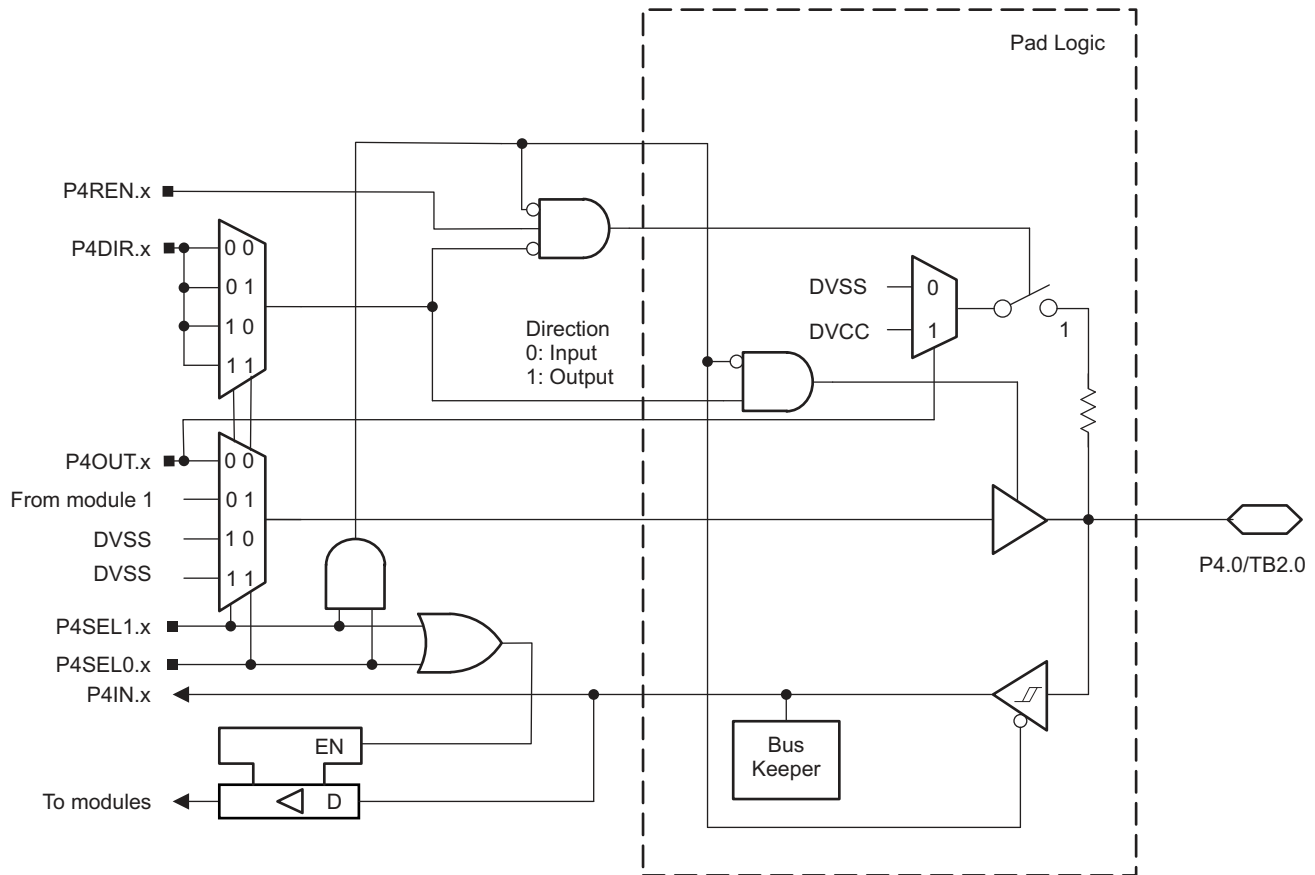 Pad Logic
P4REN.x
P4DIR.x
0 0
0 1
1 0
1 1
Direction
0: Input
1: Output
DVSS
0
DVCC
1
1
P4OUT.x
0 0
From module 1
0 1
DVSS
1 0
DVSS
1 1
P4.0/TB2.0
P4SEL1.x
P4SEL0.x
P4IN.x
EN
Bus
Keeper
To modules
D